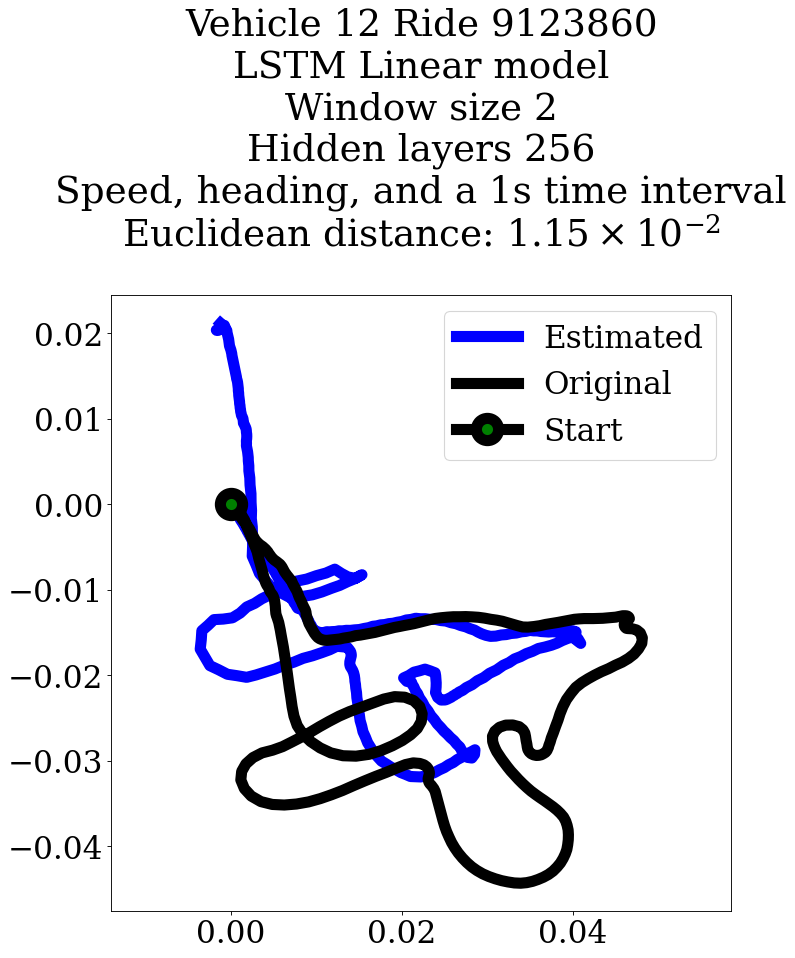 Vehicle 12 Ride 9123860
LSTM Linear model
Window size 2
Hidden layers 256
Speed, heading, and a 1s time interval
Euclidean distance: 1.15 × 10⁻²
Estimated
Original
Start
0.02
0.01
0.00
−0.01
−0.02
−0.03
−0.04
0.00 0.02 0.04